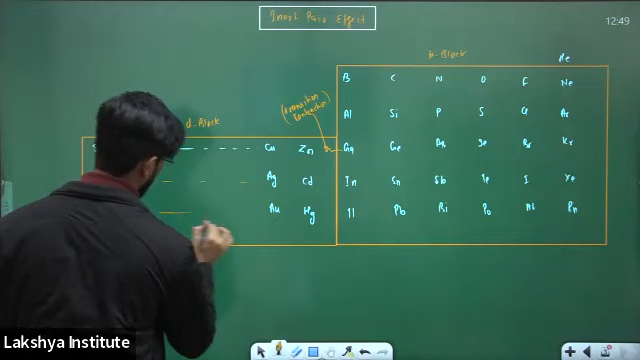 Inert Pair Effect
12:49
p-Block
He
B C N O F Ne
(transition contraction)
d-Block
Al Si P S Cl Ar
S Cu Zn Ga Ge As Se Br Kr
Ag Cd In Sn Sb Te I Xe
Au Hg Tl Pb Bi Po At Rn
Lakshya Institute